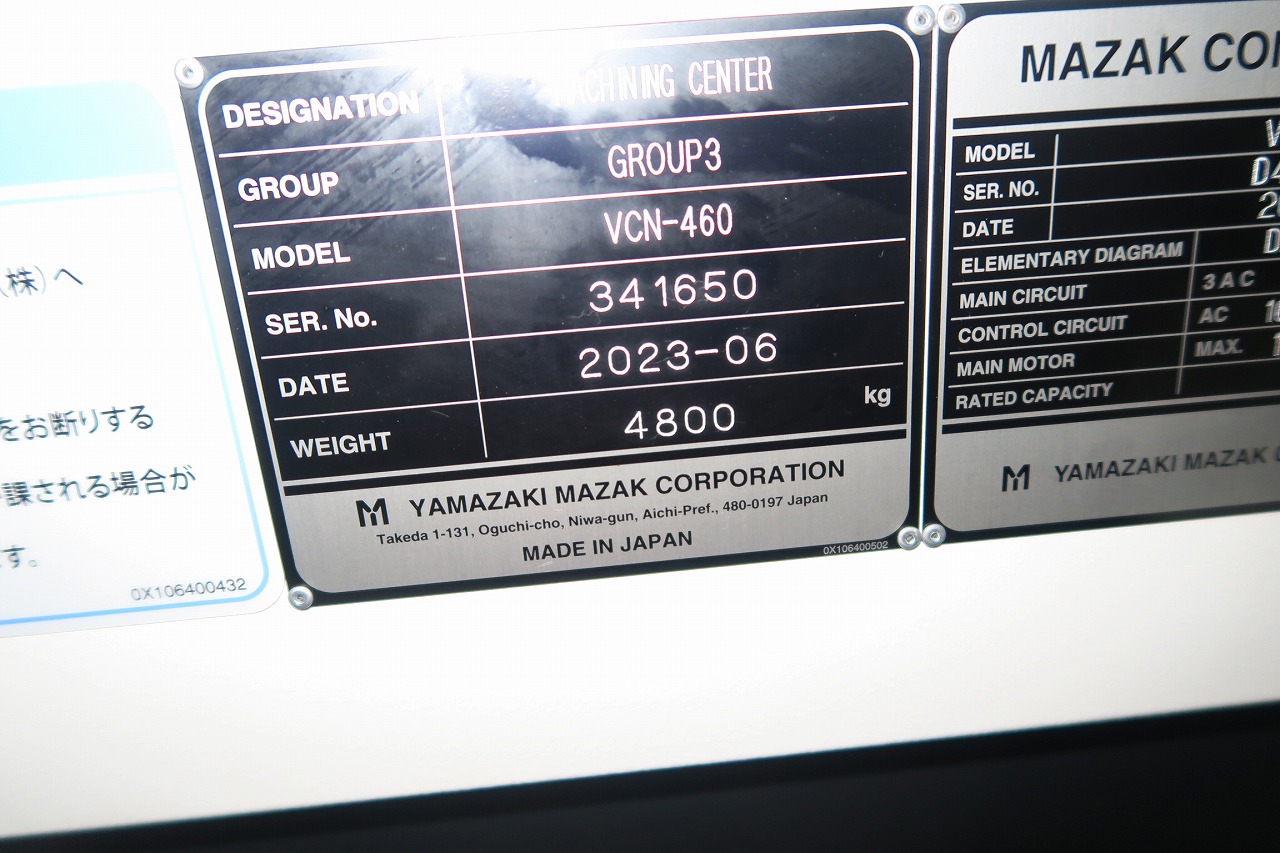 (株)へ
をお断りする
課される場合が
す。
0X106400432
DESIGNATION MACHINING CENTER
GROUP GROUP3
MODEL VCN-460
SER. No. 341650
DATE 2023-06
WEIGHT 4800 kg
YAMAZAKI MAZAK CORPORATION
Takeda 1-131, Oguchi-cho, Niwa-gun, Aichi-Pref., 480-0197 Japan
MADE IN JAPAN
0X106400502
MAZAK
MODEL
SER. NO.
DATE
ELEMENTARY DIAGRAM
MAIN CIRCUIT 3 AC
CONTROL CIRCUIT AC
MAIN MOTOR MAX.
RATED CAPACITY
YAMAZAKI MAZAK